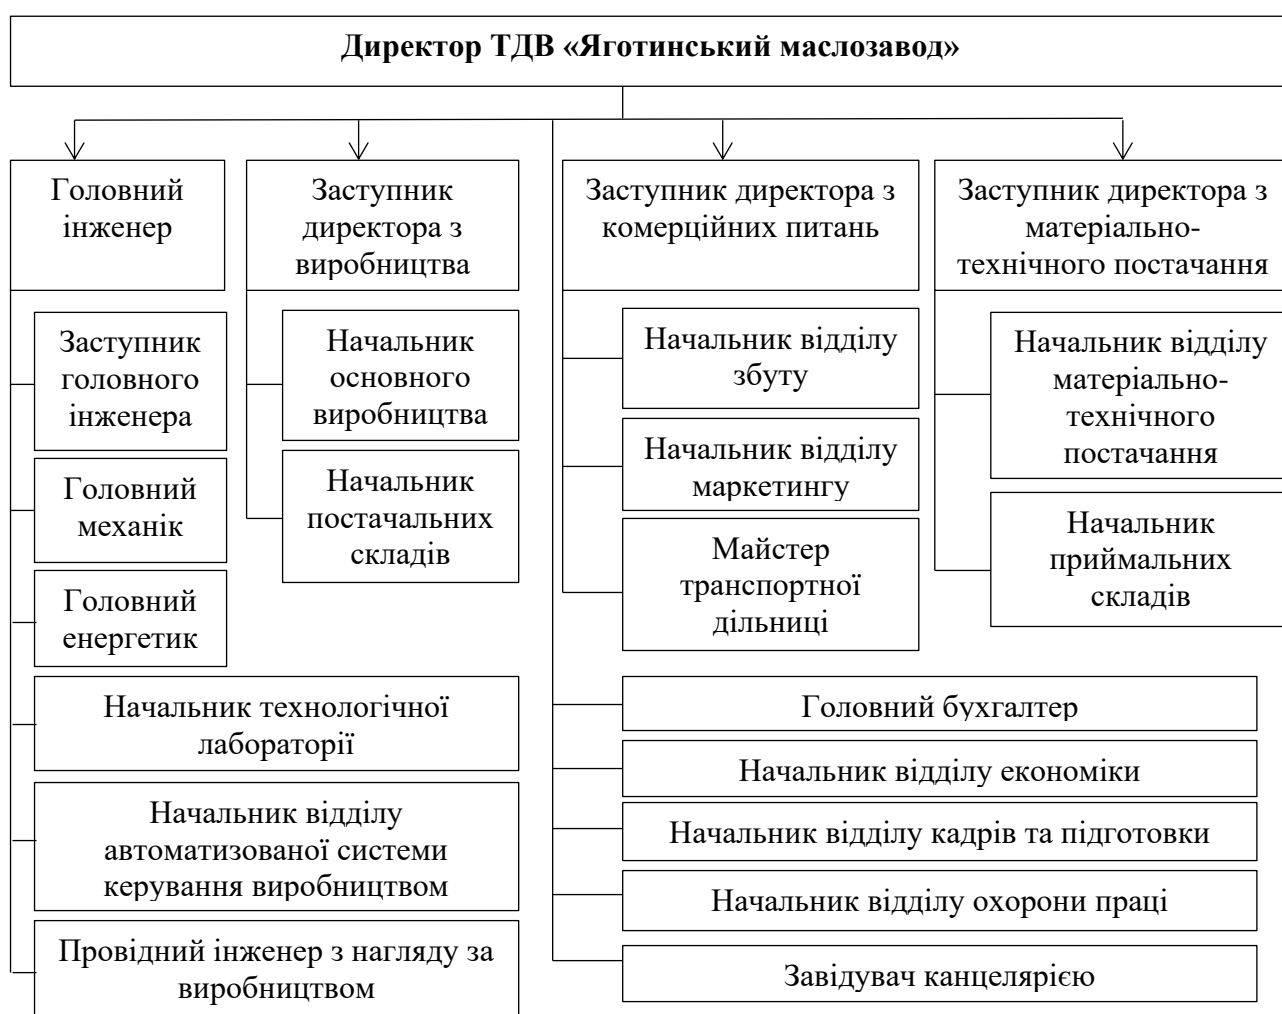 Директор ТДВ «Яготинський маслозавод»
Головний
інженер
Заступник
директора з
виробництва
Заступник директора з
комерційних питань
Заступник директора з
матеріально-
технічного постачання
Заступник
головного
інженера
Головний
механік
Головний
енергетик
Начальник технологічної
лабораторії
Начальник відділу
автоматизованої системи
керування виробництвом
Провідний інженер з нагляду за
виробництвом
Начальник
основного
виробництва
Начальник
постачальних
складів
Начальник відділу
збуту
Начальник відділу
маркетингу
Майстер
транспортної
дільниці
Начальник відділу
матеріально-
технічного
постачання
Начальник
приймальних
складів
Головний бухгалтер
Начальник відділу економіки
Начальник відділу кадрів та підготовки
Начальник відділу охорони праці
Завідувач канцелярією